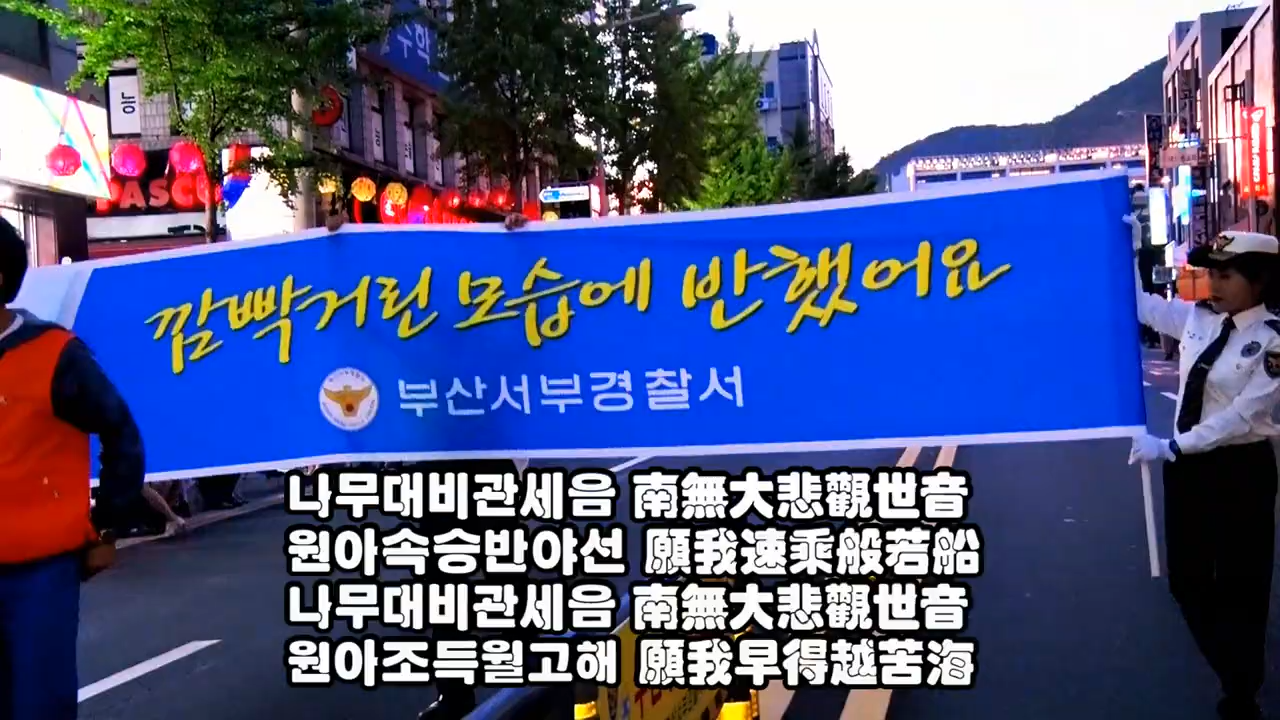 수학
PASCU
깜빡거린 모습에 반했어요
부산서부경찰서
나무대비관세음 南無大悲觀世音
원아속승반야선 願我速乘般若船
나무대비관세음 南無大悲觀世音
원아조득월고해 願我早得越苦海